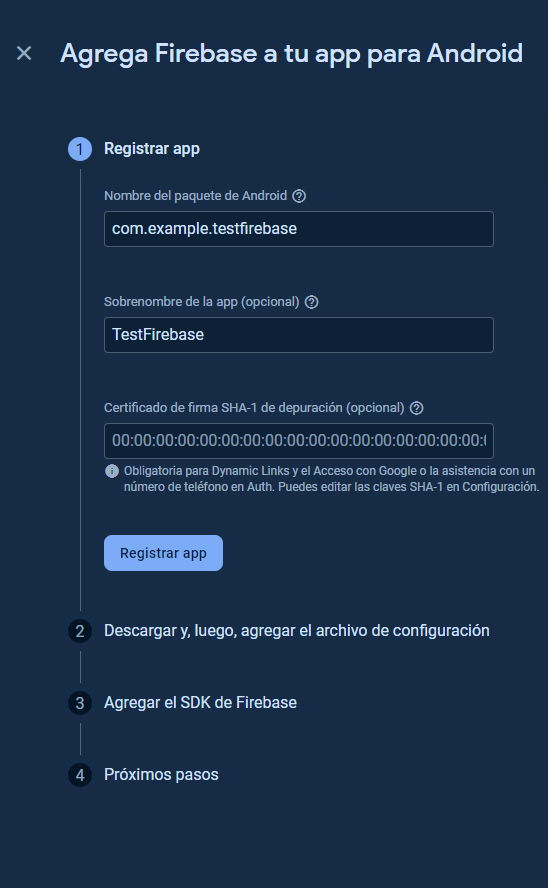 Agrega Firebase a tu app para Android
1 Registrar app
Nombre del paquete de Android
com.example.testfirebase
Sobrenombre de la app (opcional)
TestFirebase
Certificado de firma SHA-1 de depuración (opcional)
00:00:00:00:00:00:00:00:00:00:00:00:00:00:00:00:00:
Obligatoria para Dynamic Links y el Acceso con Google o la asistencia con un
número de teléfono en Auth. Puedes editar las claves SHA-1 en Configuración.
Registrar app
2 Descargar y, luego, agregar el archivo de configuración
3 Agregar el SDK de Firebase
4 Próximos pasos